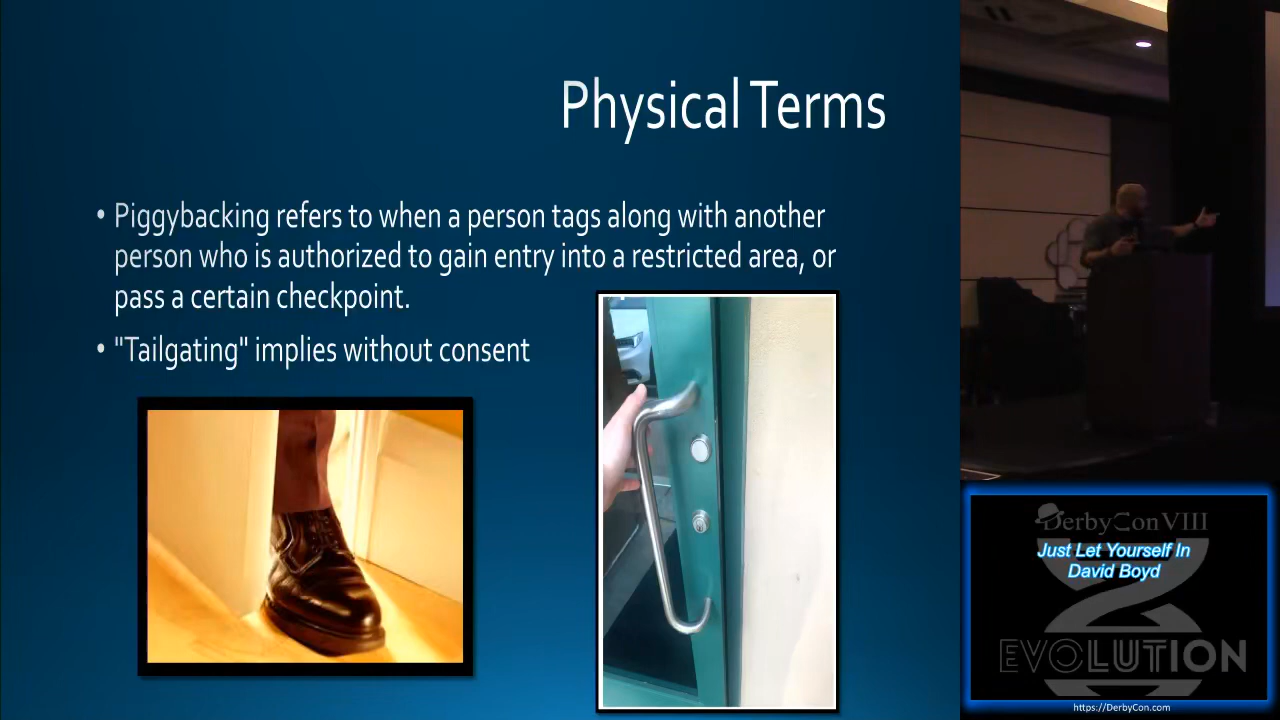 Physical Terms
• Piggybacking refers to when a person tags along with another
person who is authorized to gain entry into a restricted area, or
pass a certain checkpoint.
• "Tailgating" implies without consent
DerbyCon VIII
Just Let Yourself In
David Boyd
EVOLUTION
https://DerbyCon.com